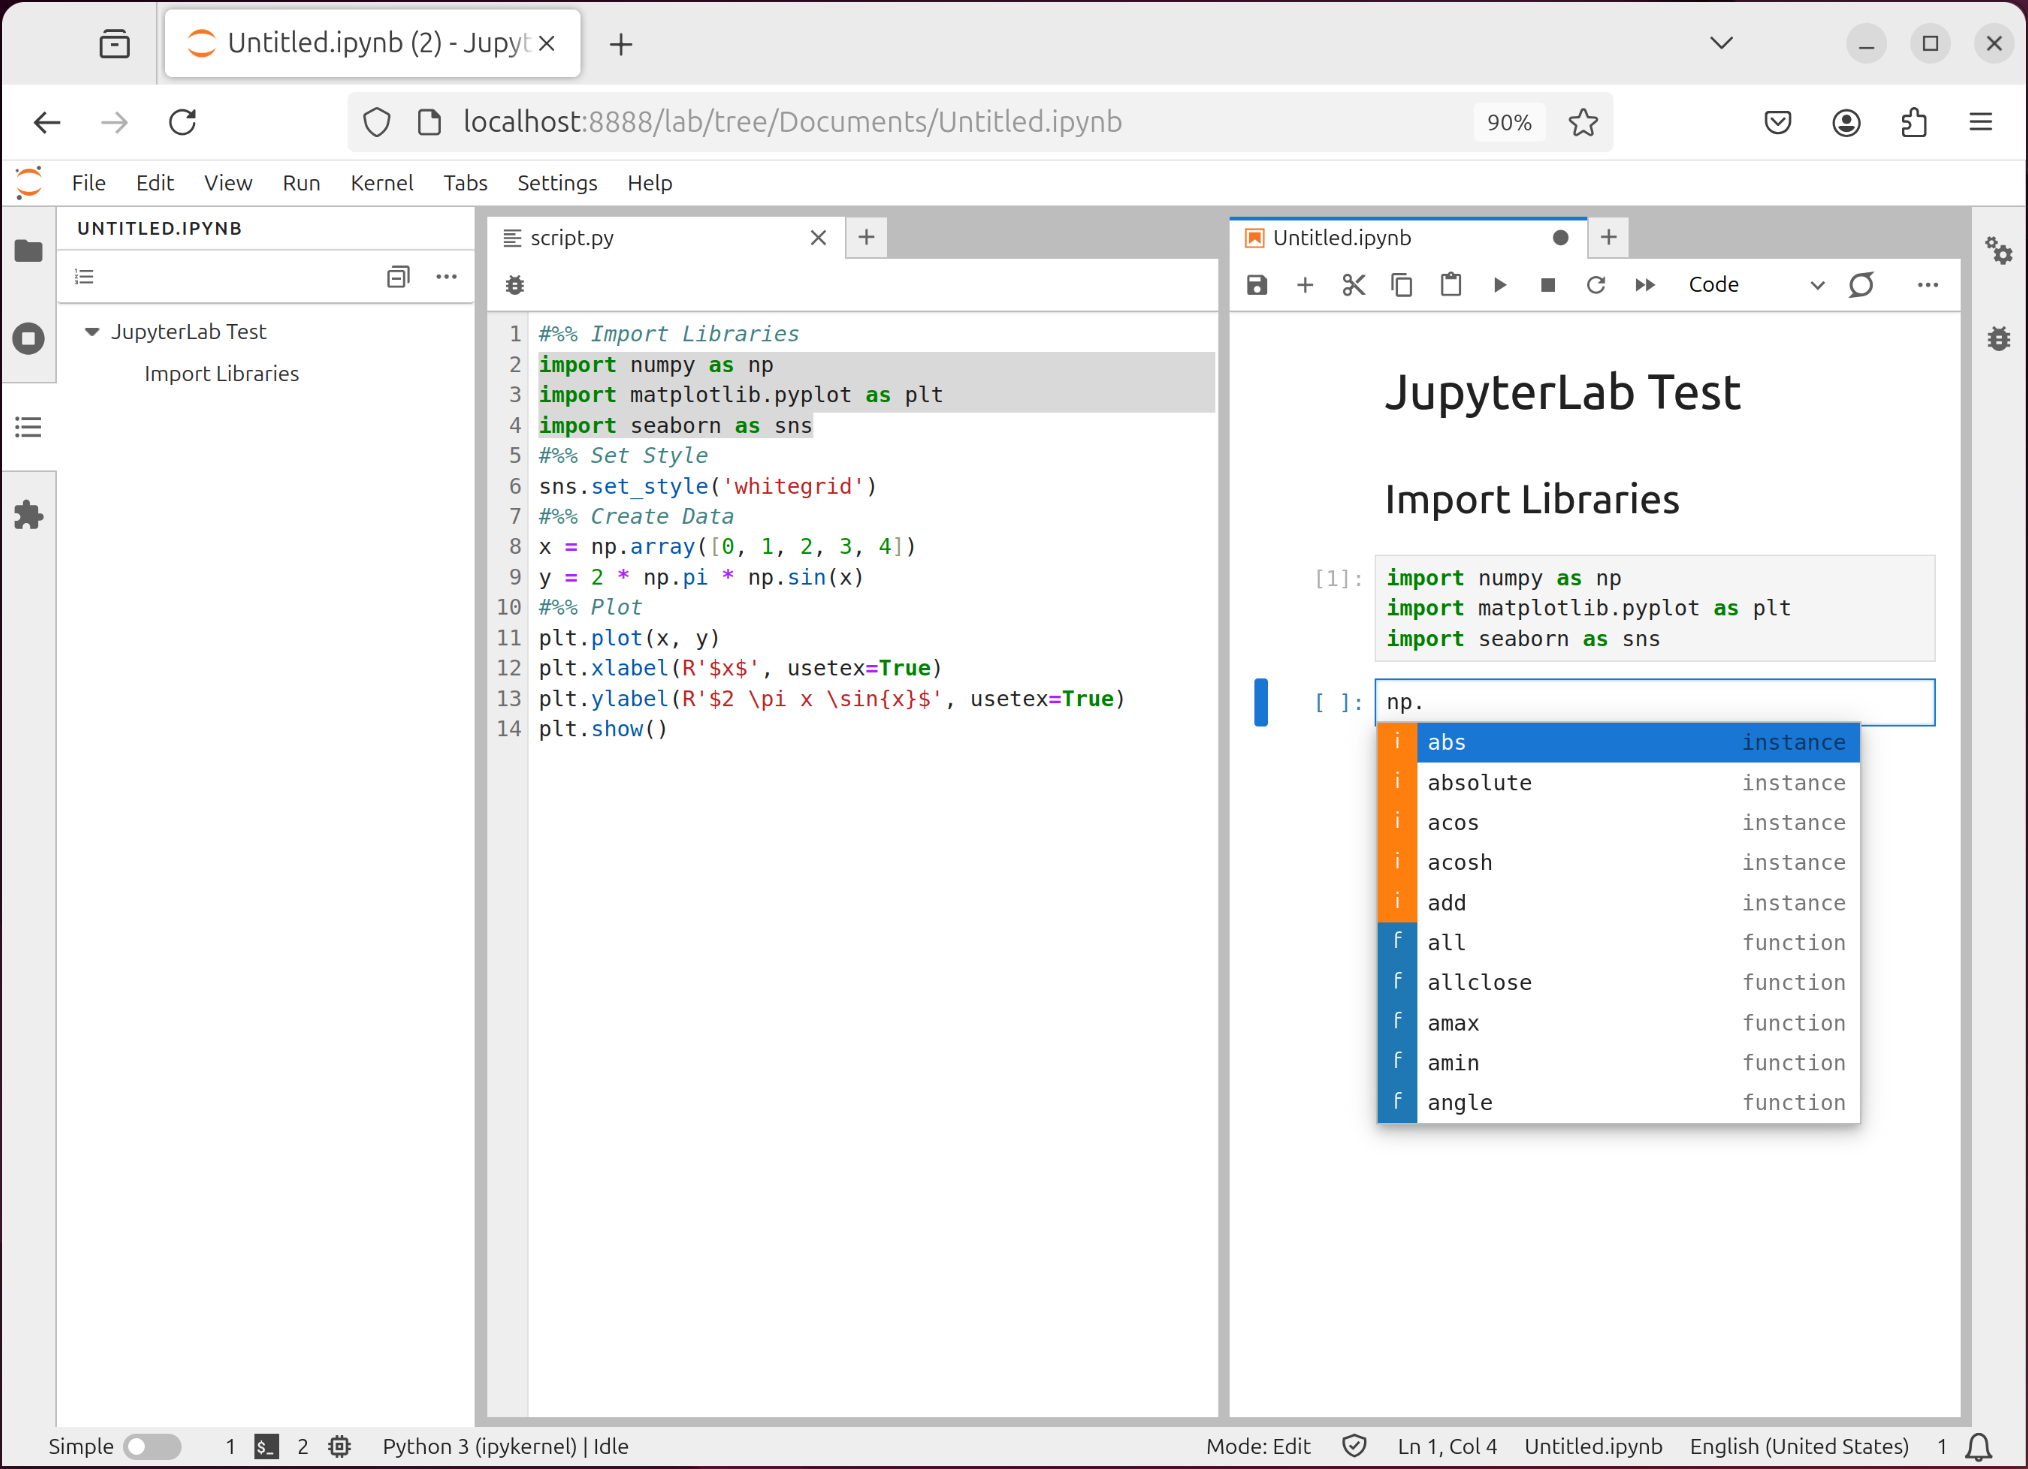 Untitled.ipynb (2) - Jupyt
localhost:8888/lab/tree/Documents/Untitled.ipynb
90%
File Edit View Run Kernel Tabs Settings Help
UNTITLED.IPYNB
JupyterLab Test
Import Libraries
script.py
1 #%% Import Libraries
2 import numpy as np
3 import matplotlib.pyplot as plt
4 import seaborn as sns
5 #%% Set Style
6 sns.set_style('whitegrid')
7 #%% Create Data
8 x = np.array([0, 1, 2, 3, 4])
9 y = 2 * np.pi * np.sin(x)
10 #%% Plot
11 plt.plot(x, y)
12 plt.xlabel(R'$x$', usetex=True)
13 plt.ylabel(R'$2 \pi x \sin{x}$', usetex=True)
14 plt.show()
Untitled.ipynb
Code
JupyterLab Test
Import Libraries
[1]: import numpy as np
import matplotlib.pyplot as plt
import seaborn as sns
[ ]: np.
i abs instance
i absolute instance
i acos instance
i acosh instance
i add instance
f all function
f allclose function
f amax function
f amin function
f angle function
Simple 1 $_ 2 Python 3 (ipykernel) | Idle Mode: Edit Ln 1, Col 4 Untitled.ipynb English (United States) 1